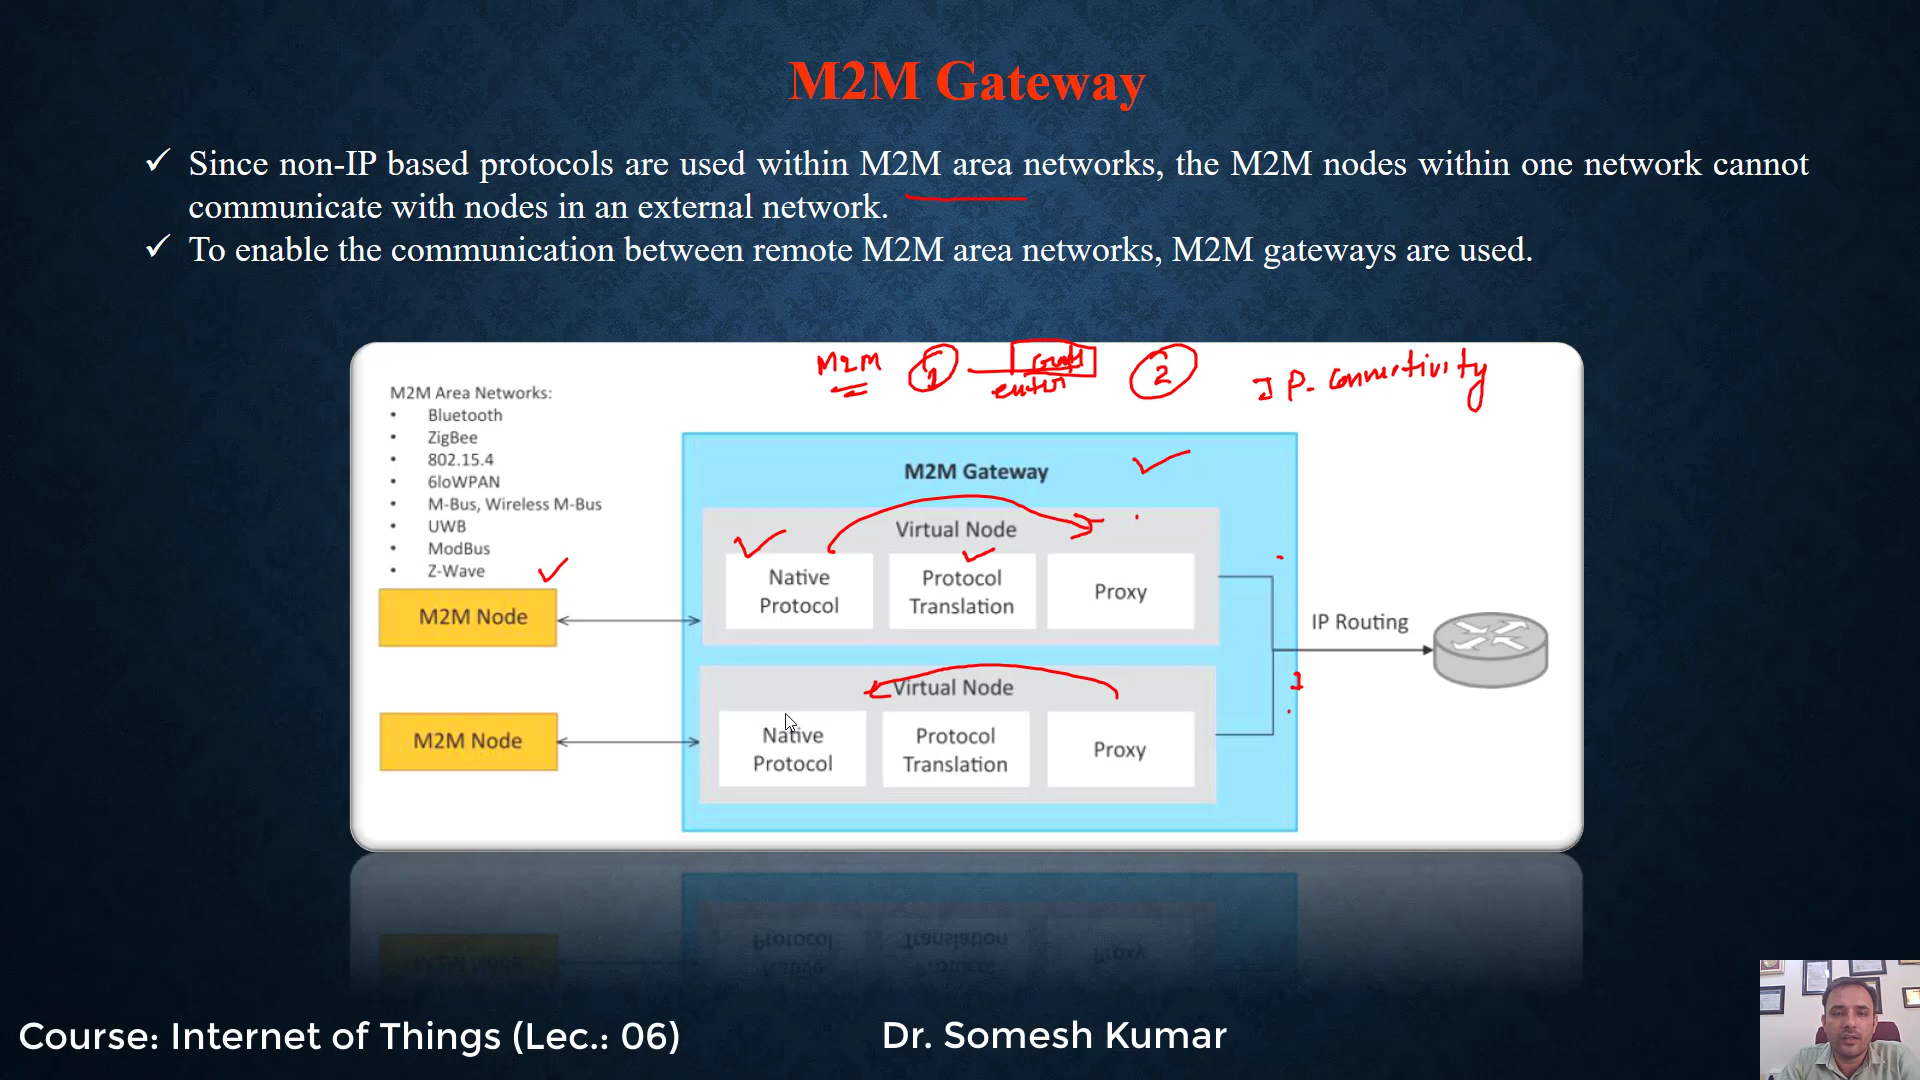 M2M Gateway
✓ Since non-IP based protocols are used within M2M area networks, the M2M nodes within one network cannot
communicate with nodes in an external network.
✓ To enable the communication between remote M2M area networks, M2M gateways are used.
M2M 1 2 IP. connectivity
M2M Area Networks:
• Bluetooth
• ZigBee
• 802.15.4
• 6loWPAN
• M-Bus, Wireless M-Bus
• UWB
• ModBus
• Z-Wave
M2M Gateway
Virtual Node
Native
Protocol
Protocol
Translation
Proxy
M2M Node
IP Routing
Virtual Node
Native
Protocol
Protocol
Translation
Proxy
M2M Node
Course: Internet of Things (Lec.: 06)
Dr. Somesh Kumar